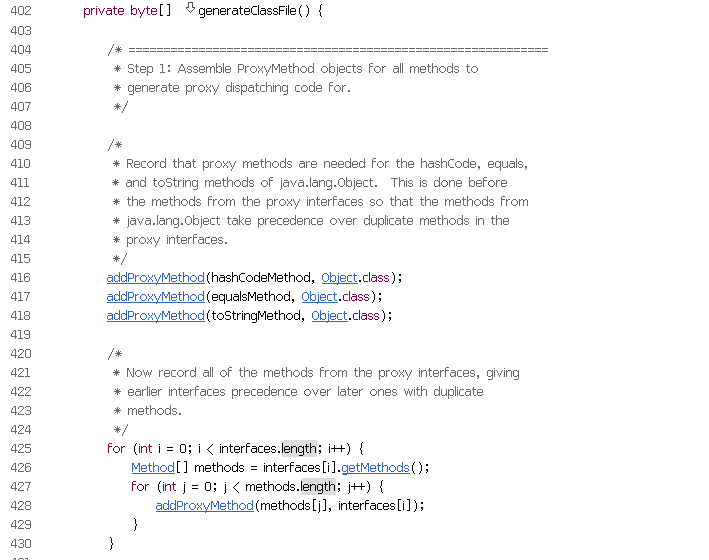 402 private byte[] generateClassFile() {
403
404 /* ============================================================
405 * Step 1: Assemble ProxyMethod objects for all methods to
406 * generate proxy dispatching code for.
407 */
408
409 /*
410 * Record that proxy methods are needed for the hashCode, equals,
411 * and toString methods of java.lang.Object.  This is done before
412 * the methods from the proxy interfaces so that the methods from
413 * java.lang.Object take precedence over duplicate methods in the
414 * proxy interfaces.
415 */
416 addProxyMethod(hashCodeMethod, Object.class);
417 addProxyMethod(equalsMethod, Object.class);
418 addProxyMethod(toStringMethod, Object.class);
419
420 /*
421 * Now record all of the methods from the proxy interfaces, giving
422 * earlier interfaces precedence over later ones with duplicate
423 * methods.
424 */
425 for (int i = 0; i < interfaces.length; i++) {
426 Method[] methods = interfaces[i].getMethods();
427 for (int j = 0; j < methods.length; j++) {
428 addProxyMethod(methods[j], interfaces[i]);
429 }
430 }